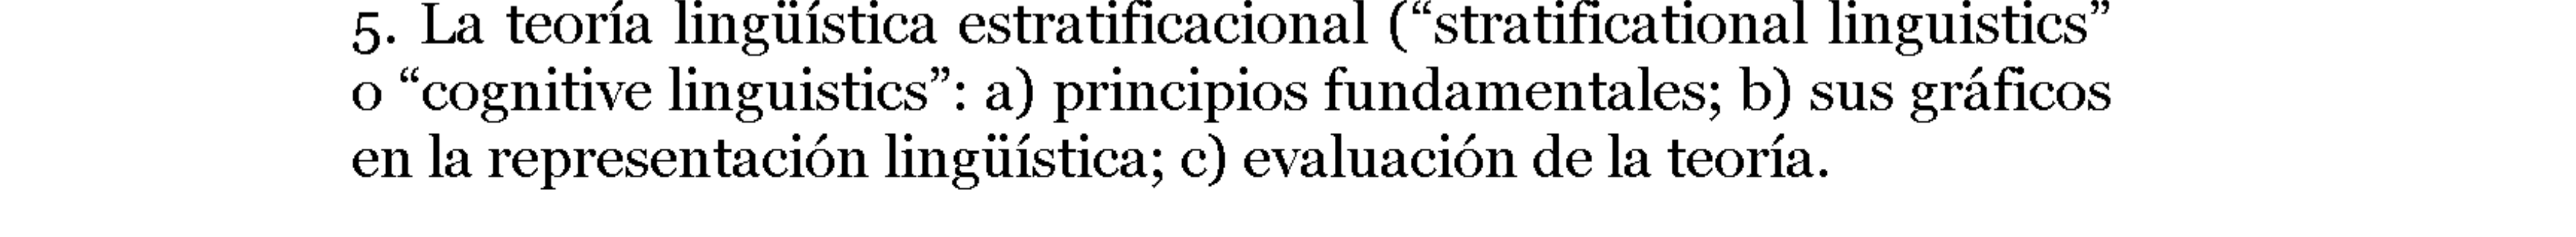 5. La teoría lingüística estratificacional (“stratificational linguistics”
o “cognitive linguistics”: a) principios fundamentales; b) sus gráficos
en la representación lingüística; c) evaluación de la teoría.